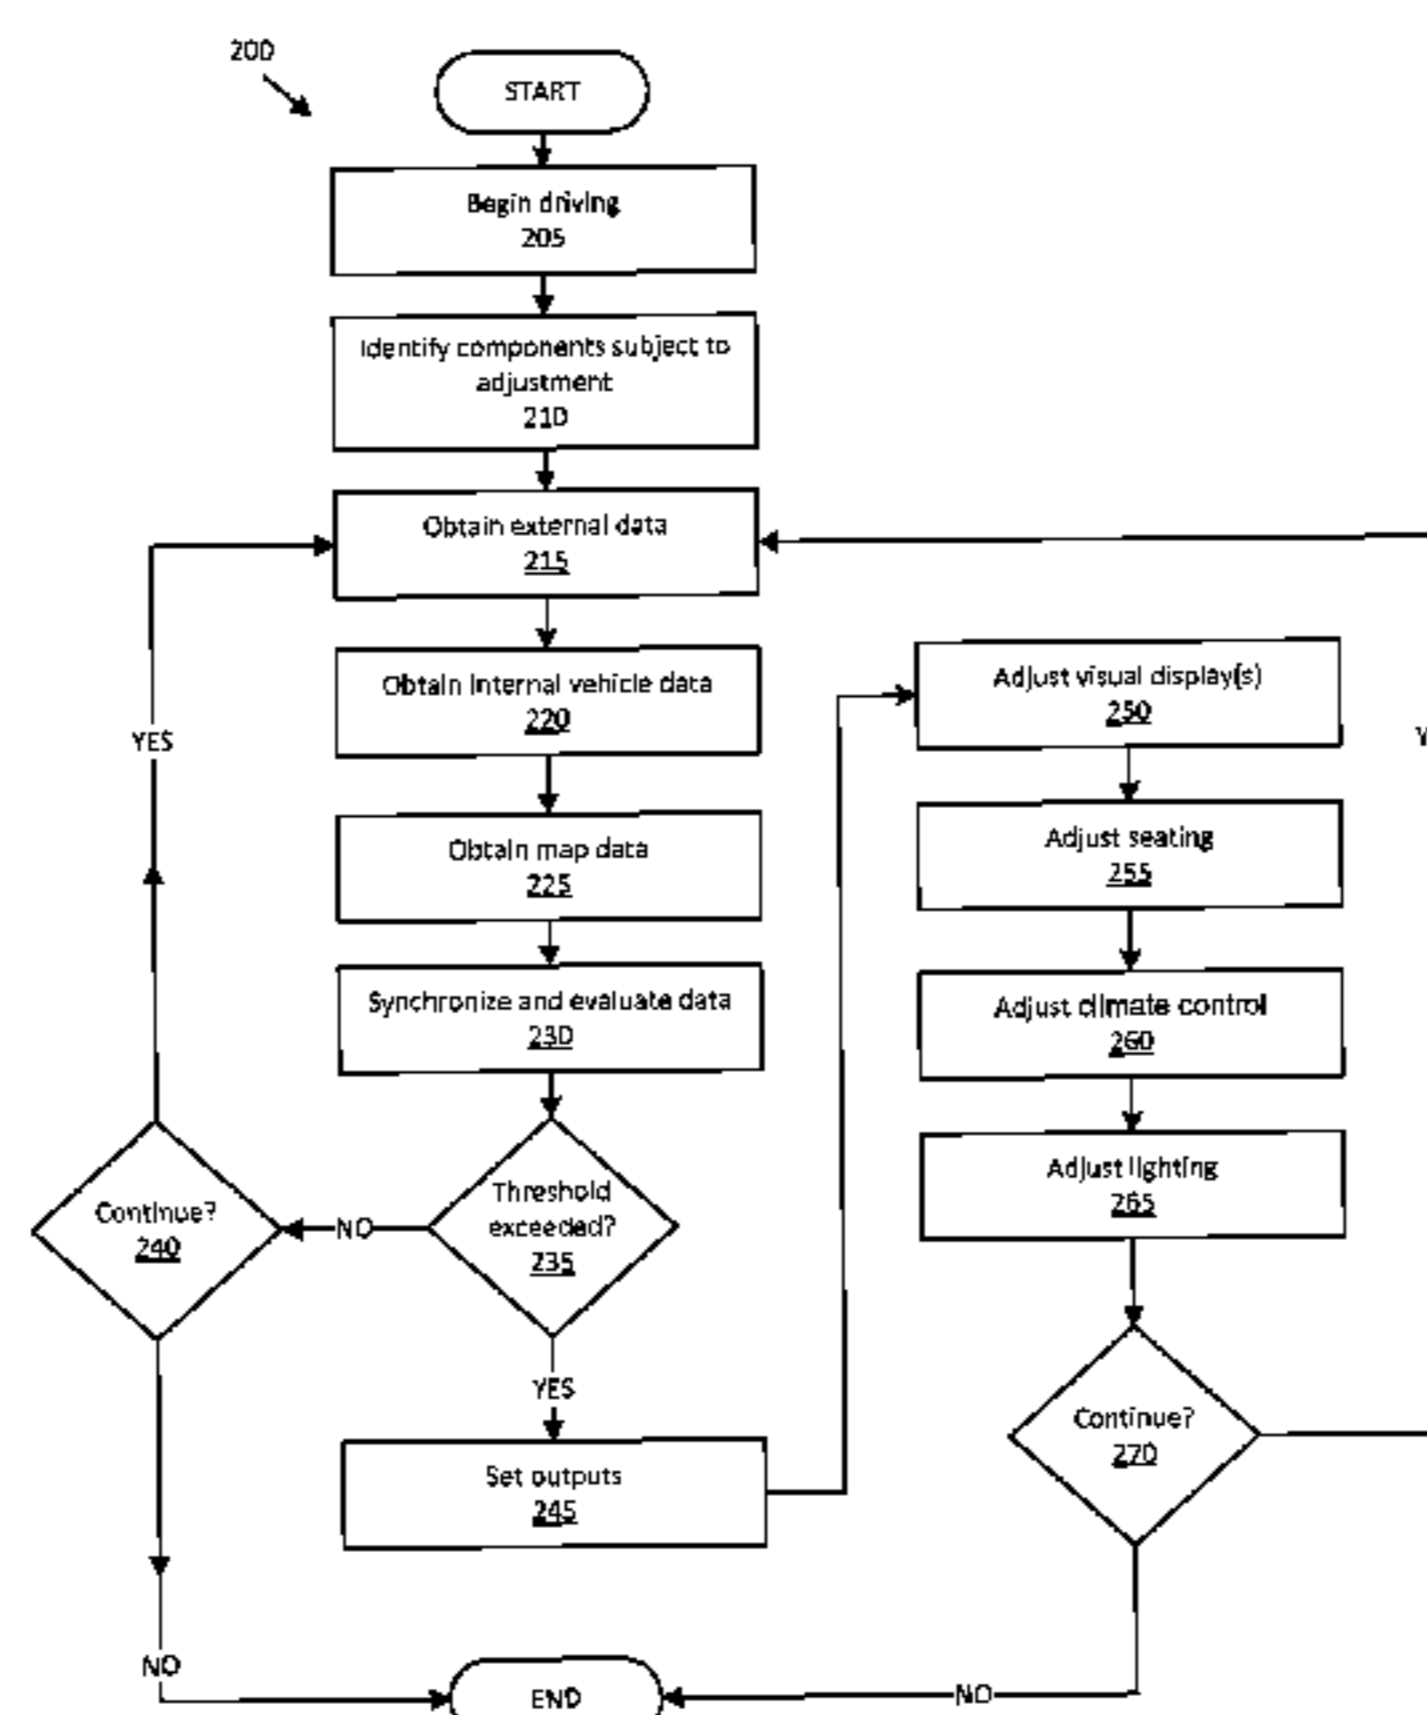 200
START
Begin driving
205
Identify components subject to
adjustment
210
Obtain external data
215
Obtain internal vehicle data
220
YES
Obtain map data
225
Synchronize and evaluate data
230
Threshold
exceeded?
235
NO
Continue?
240
YES
Set outputs
245
NO
END
Adjust visual display(s)
250
Adjust seating
255
Adjust climate control
260
Adjust lighting
265
Continue?
270
NO